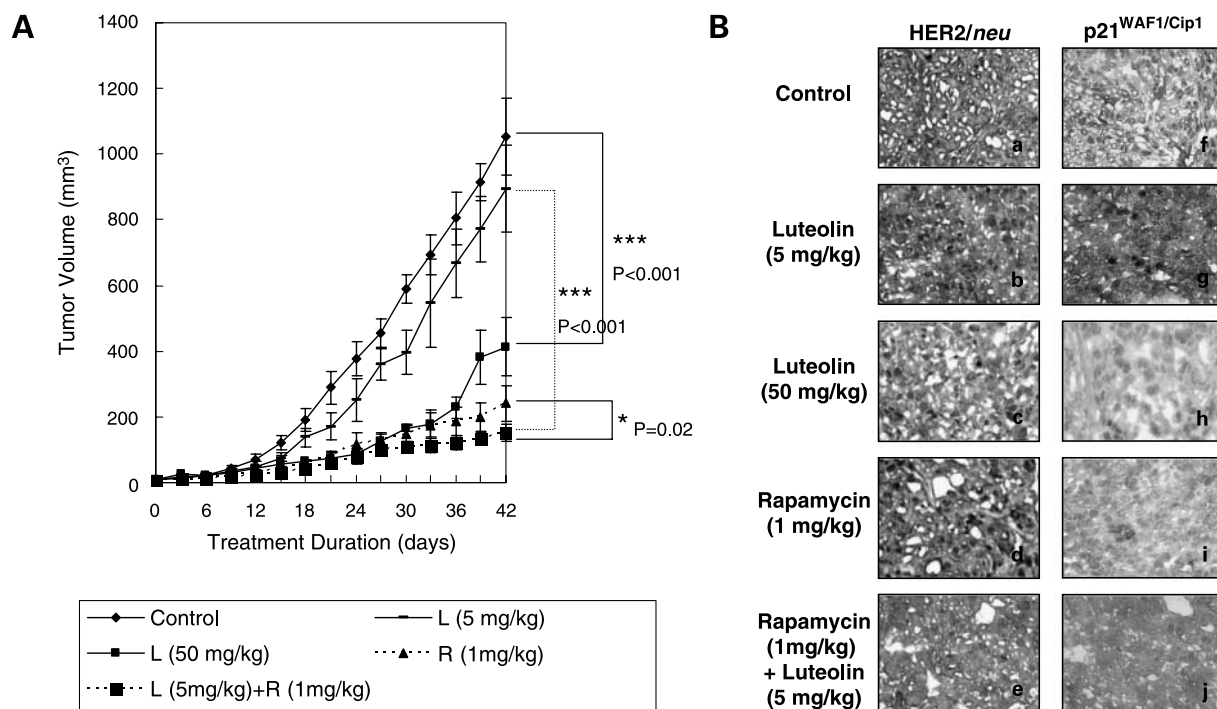 A
1400
1200
1000
800
600
400
200
0
Tumor Volume (mm³)
0 6 12 18 24 30 36 42
Treatment Duration (days)
***
P<0.001
***
P<0.001
*
P=0.02
Control
L (5 mg/kg)
L (50 mg/kg)
R (1mg/kg)
L (5mg/kg)+R (1mg/kg)
B
HER2/neu
p21WAF1/Cip1
Control
a
f
Luteolin
(5 mg/kg)
b
g
Luteolin
(50 mg/kg)
c
h
Rapamycin
(1 mg/kg)
d
i
Rapamycin
(1mg/kg)
+ Luteolin
(5 mg/kg)
e
j